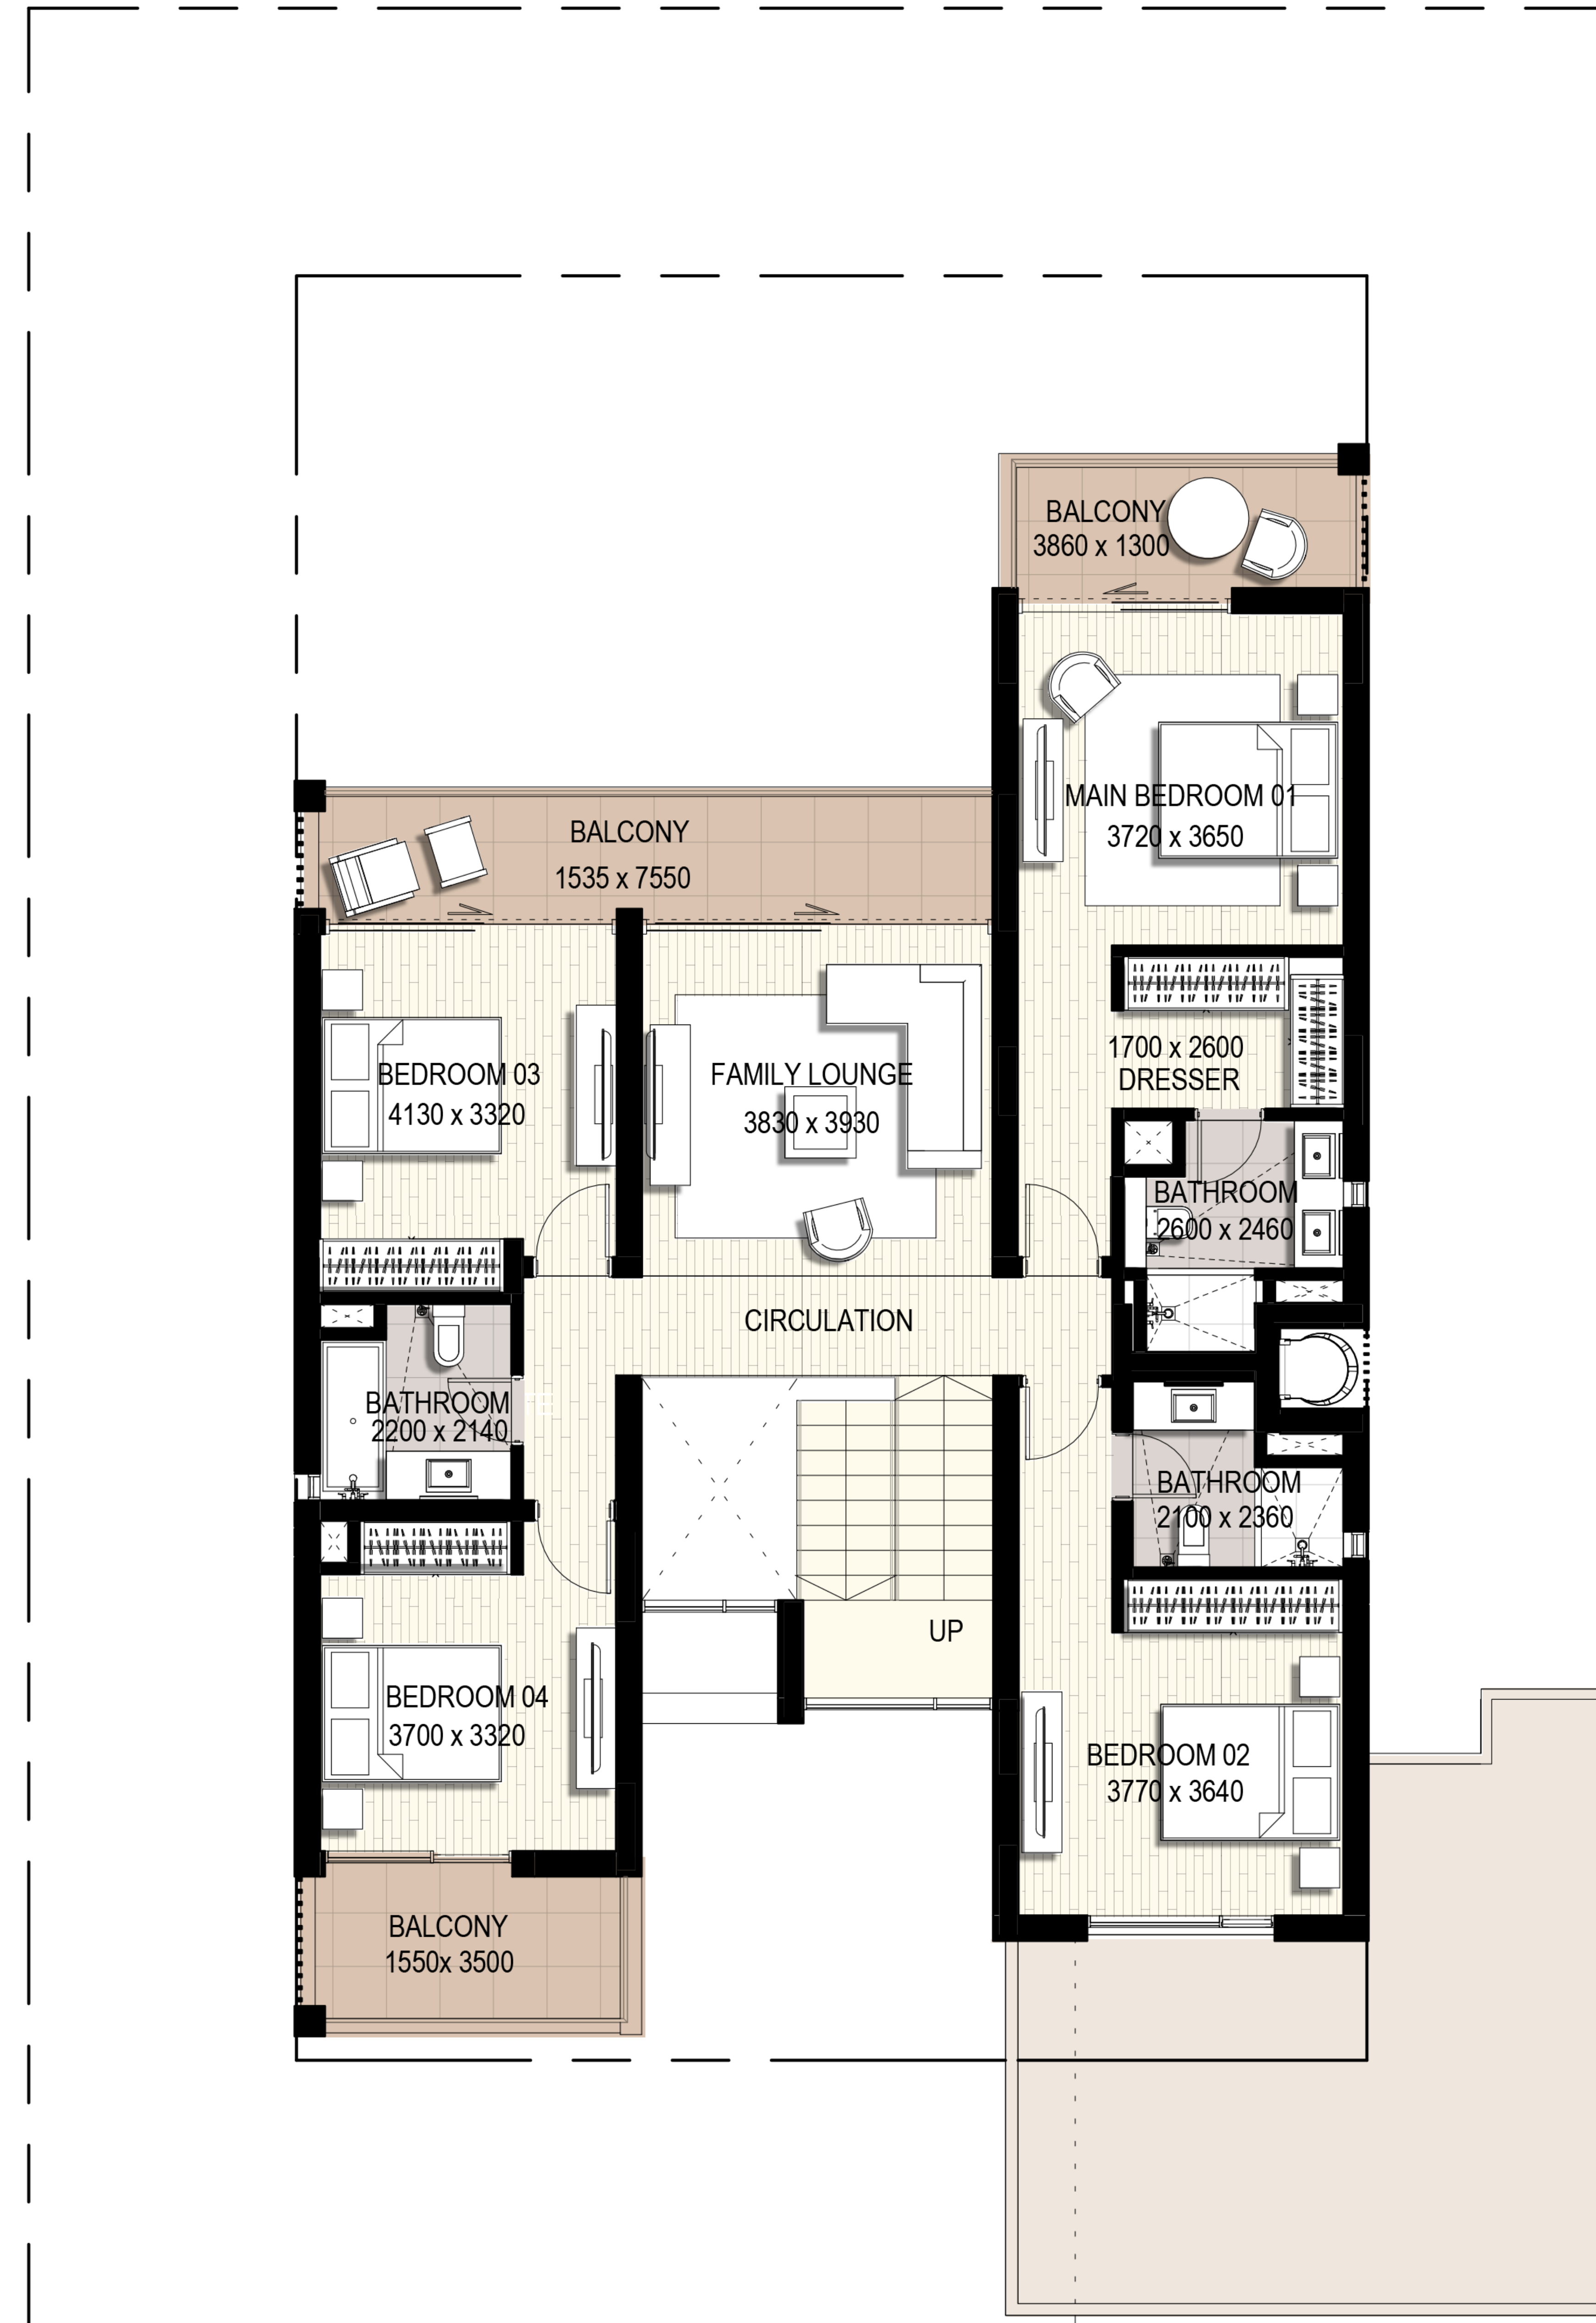 BALCONY
3860 x 1300
MAIN BEDROOM 01
3720 x 3650
BALCONY
1535 x 7550
BEDROOM 03
4130 x 3320
FAMILY LOUNGE
3830 x 3930
1700 x 2600
DRESSER
BATHROOM
2600 x 2460
CIRCULATION
BATHROOM
2200 x 2140
BATHROOM
2100 x 2360
UP
BEDROOM 04
3700 x 3320
BEDROOM 02
3770 x 3640
BALCONY
1550x 3500